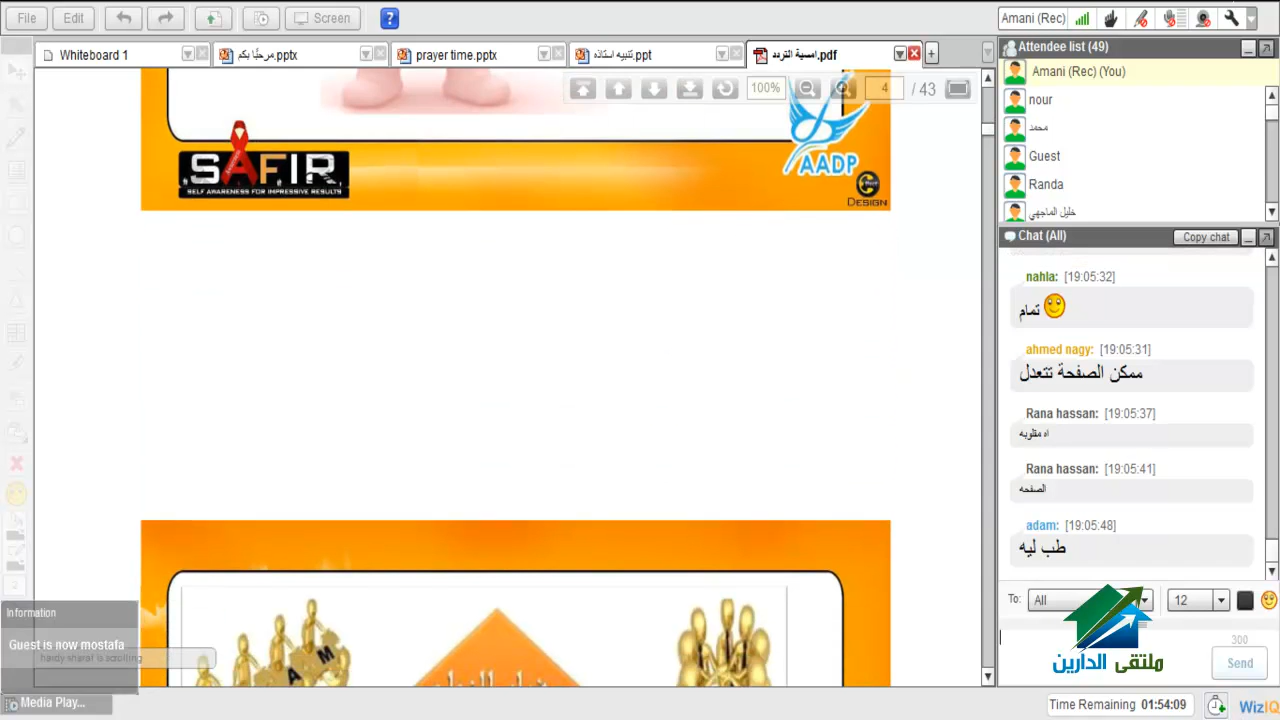 File
Edit
Screen
Amani (Rec)
Whiteboard 1
مرحبًا بكم.pptx
prayer time.pptx
تنبيه استاذه.ppt
امسية التردد.pdf
100%
4
/ 43
SAFIR
SELF AWARENESS FOR IMPRESSIVE RESULTS
AADP
DESIGN
Attendee list (49)
Amani (Rec) (You)
nour
محمد
Guest
Randa
خليل الماجهي
Chat (All)
Copy chat
nahla: [19:05:32]
تمام
ahmed nagy: [19:05:31]
ممكن الصفحة تتعدل
Rana hassan: [19:05:37]
اه مقلوبه
Rana hassan: [19:05:41]
الصفحه
adam: [19:05:48]
طب ليه
To:
All
12
300
Send
ملتقى الدارين
Information
Guest is now mostafa
hardy sharaf is scrolling
Media Play...
Time Remaining 01:54:09
WizIQ